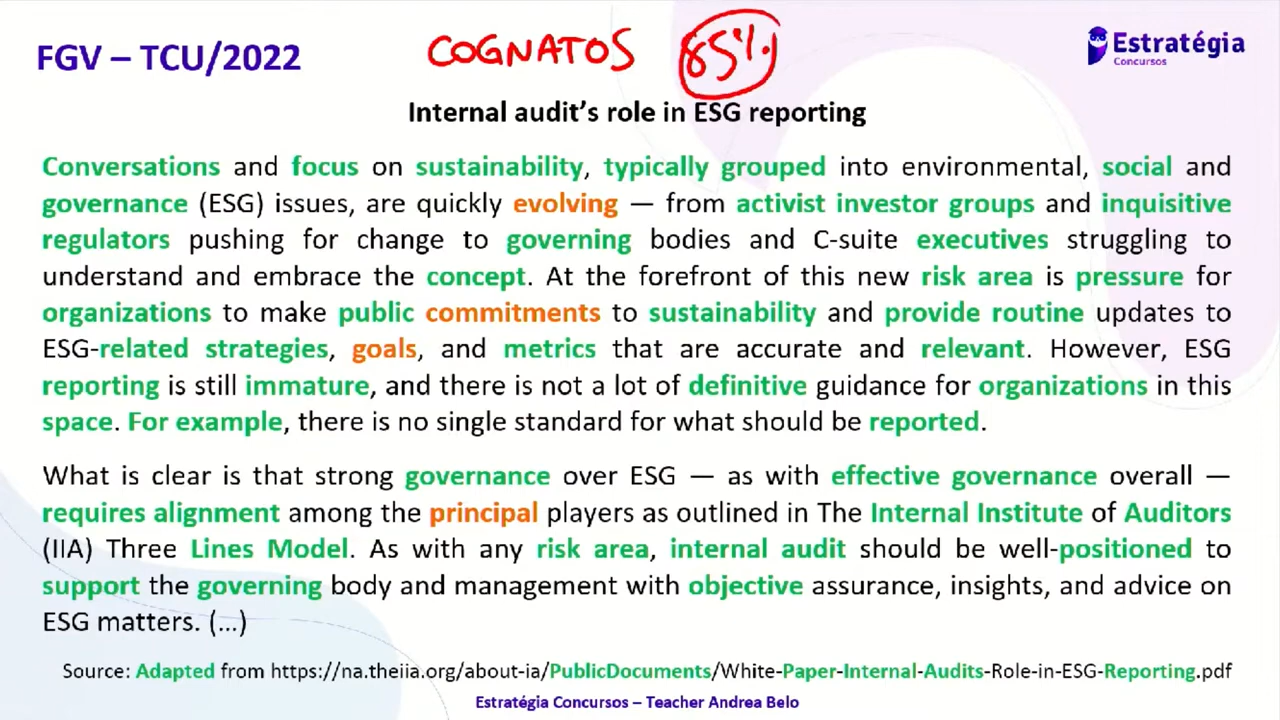 FGV – TCU/2022
COGNATOS 85%
Estratégia
Concursos
Internal audit's role in ESG reporting
Conversations and focus on sustainability, typically grouped into environmental, social and
governance (ESG) issues, are quickly evolving — from activist investor groups and inquisitive
regulators pushing for change to governing bodies and C-suite executives struggling to
understand and embrace the concept. At the forefront of this new risk area is pressure for
organizations to make public commitments to sustainability and provide routine updates to
ESG-related strategies, goals, and metrics that are accurate and relevant. However, ESG
reporting is still immature, and there is not a lot of definitive guidance for organizations in this
space. For example, there is no single standard for what should be reported.
What is clear is that strong governance over ESG — as with effective governance overall —
requires alignment among the principal players as outlined in The Internal Institute of Auditors
(IIA) Three Lines Model. As with any risk area, internal audit should be well-positioned to
support the governing body and management with objective assurance, insights, and advice on
ESG matters. (...)
Source: Adapted from https://na.theiia.org/about-ia/PublicDocuments/White-Paper-Internal-Audits-Role-in-ESG-Reporting.pdf
Estratégia Concursos – Teacher Andrea Belo